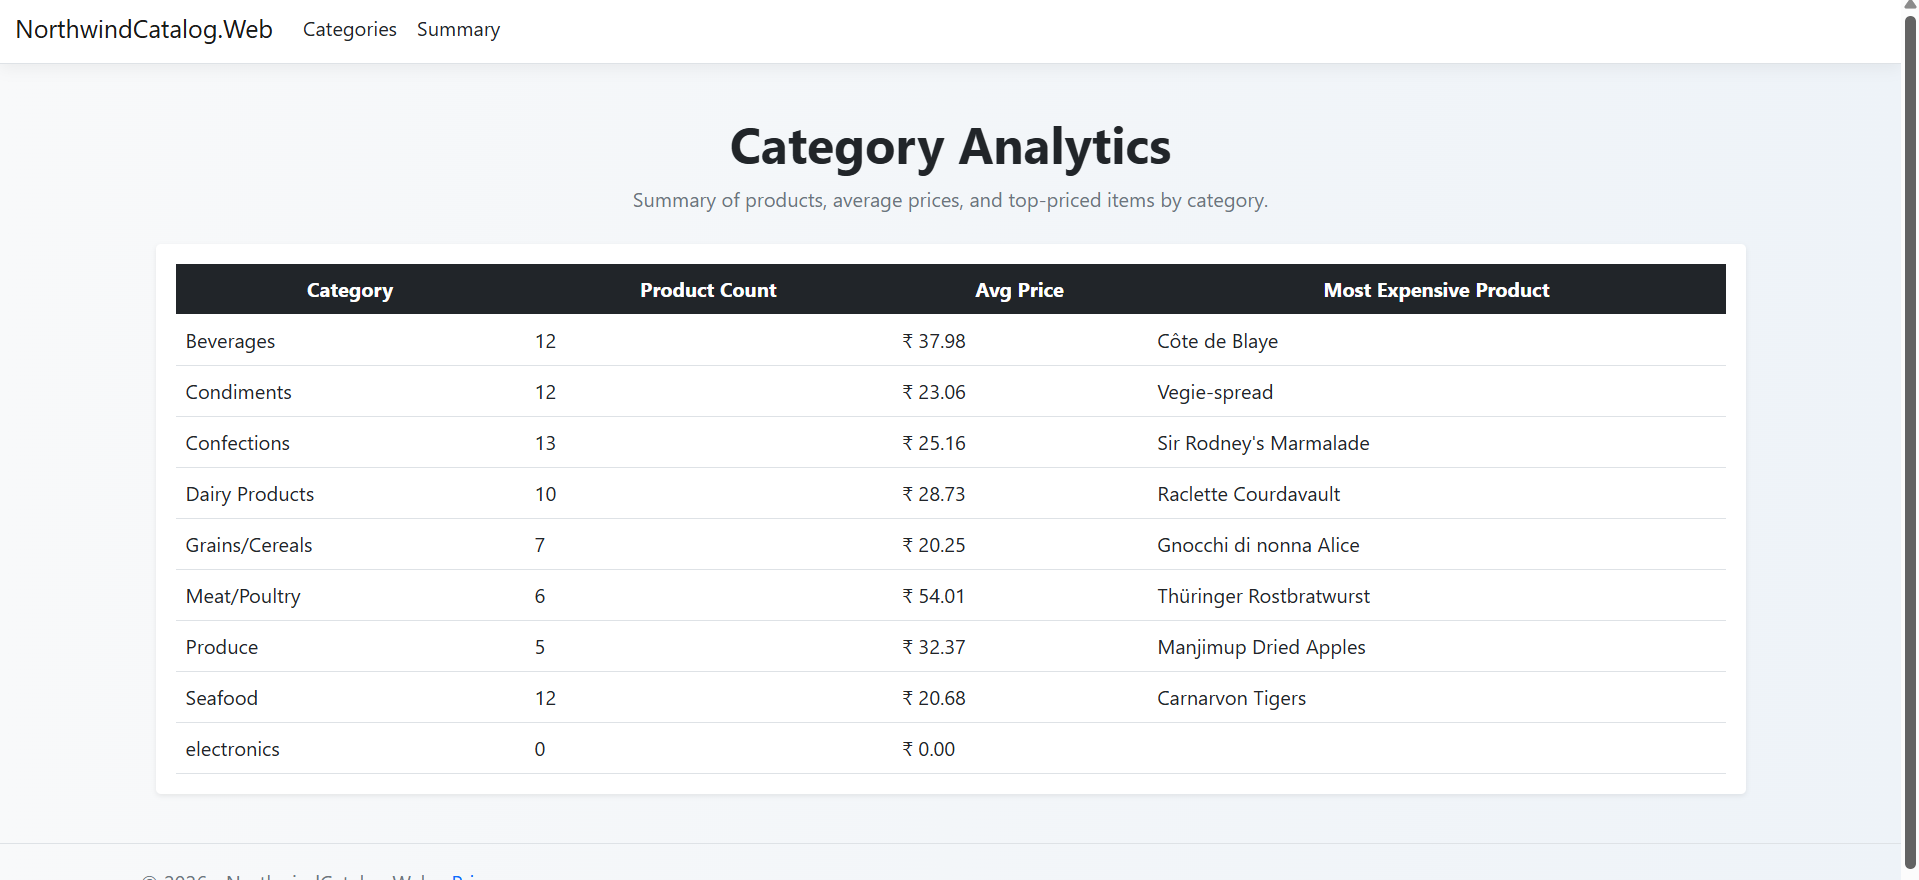 NorthwindCatalog.Web Categories Summary
Category Analytics
Summary of products, average prices, and top-priced items by category.
Category Product Count Avg Price Most Expensive Product
Beverages 12 ₹ 37.98 Côte de Blaye
Condiments 12 ₹ 23.06 Vegie-spread
Confections 13 ₹ 25.16 Sir Rodney's Marmalade
Dairy Products 10 ₹ 28.73 Raclette Courdavault
Grains/Cereals 7 ₹ 20.25 Gnocchi di nonna Alice
Meat/Poultry 6 ₹ 54.01 Thüringer Rostbratwurst
Produce 5 ₹ 32.37 Manjimup Dried Apples
Seafood 12 ₹ 20.68 Carnarvon Tigers
electronics 0 ₹ 0.00